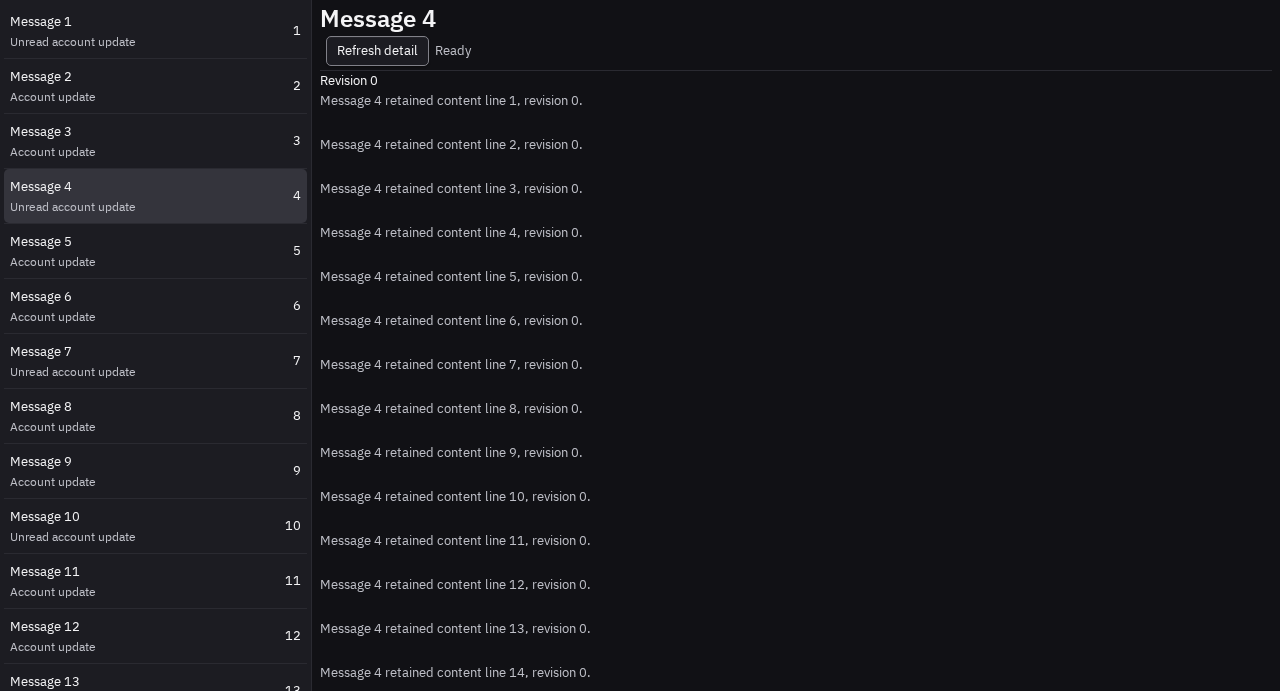 Message 1
Unread account update
1
Message 2
Account update
2
Message 3
Account update
3
Message 4
Unread account update
4
Message 5
Account update
5
Message 6
Account update
6
Message 7
Unread account update
7
Message 8
Account update
8
Message 9
Account update
9
Message 10
Unread account update
10
Message 11
Account update
11
Message 12
Account update
12
Message 13
13
Message 4
Refresh detail Ready
Revision 0
Message 4 retained content line 1, revision 0.
Message 4 retained content line 2, revision 0.
Message 4 retained content line 3, revision 0.
Message 4 retained content line 4, revision 0.
Message 4 retained content line 5, revision 0.
Message 4 retained content line 6, revision 0.
Message 4 retained content line 7, revision 0.
Message 4 retained content line 8, revision 0.
Message 4 retained content line 9, revision 0.
Message 4 retained content line 10, revision 0.
Message 4 retained content line 11, revision 0.
Message 4 retained content line 12, revision 0.
Message 4 retained content line 13, revision 0.
Message 4 retained content line 14, revision 0.